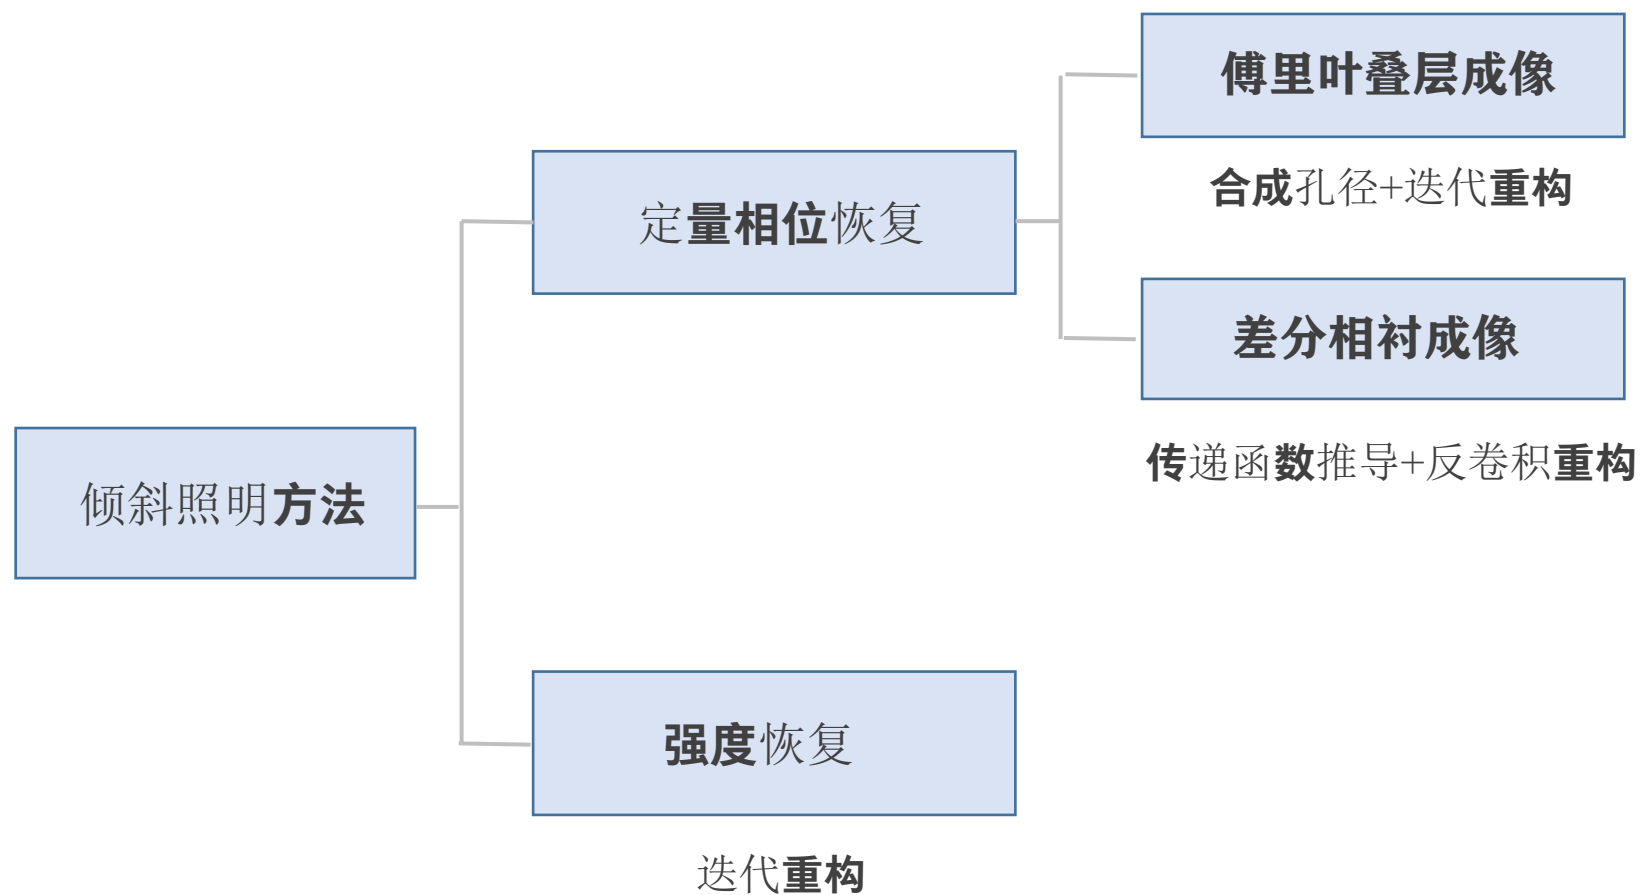 傅里叶叠层成像
合成孔径+迭代重构
定量相位恢复
差分相衬成像
传递函数推导+反卷积重构
倾斜照明方法
强度恢复
迭代重构